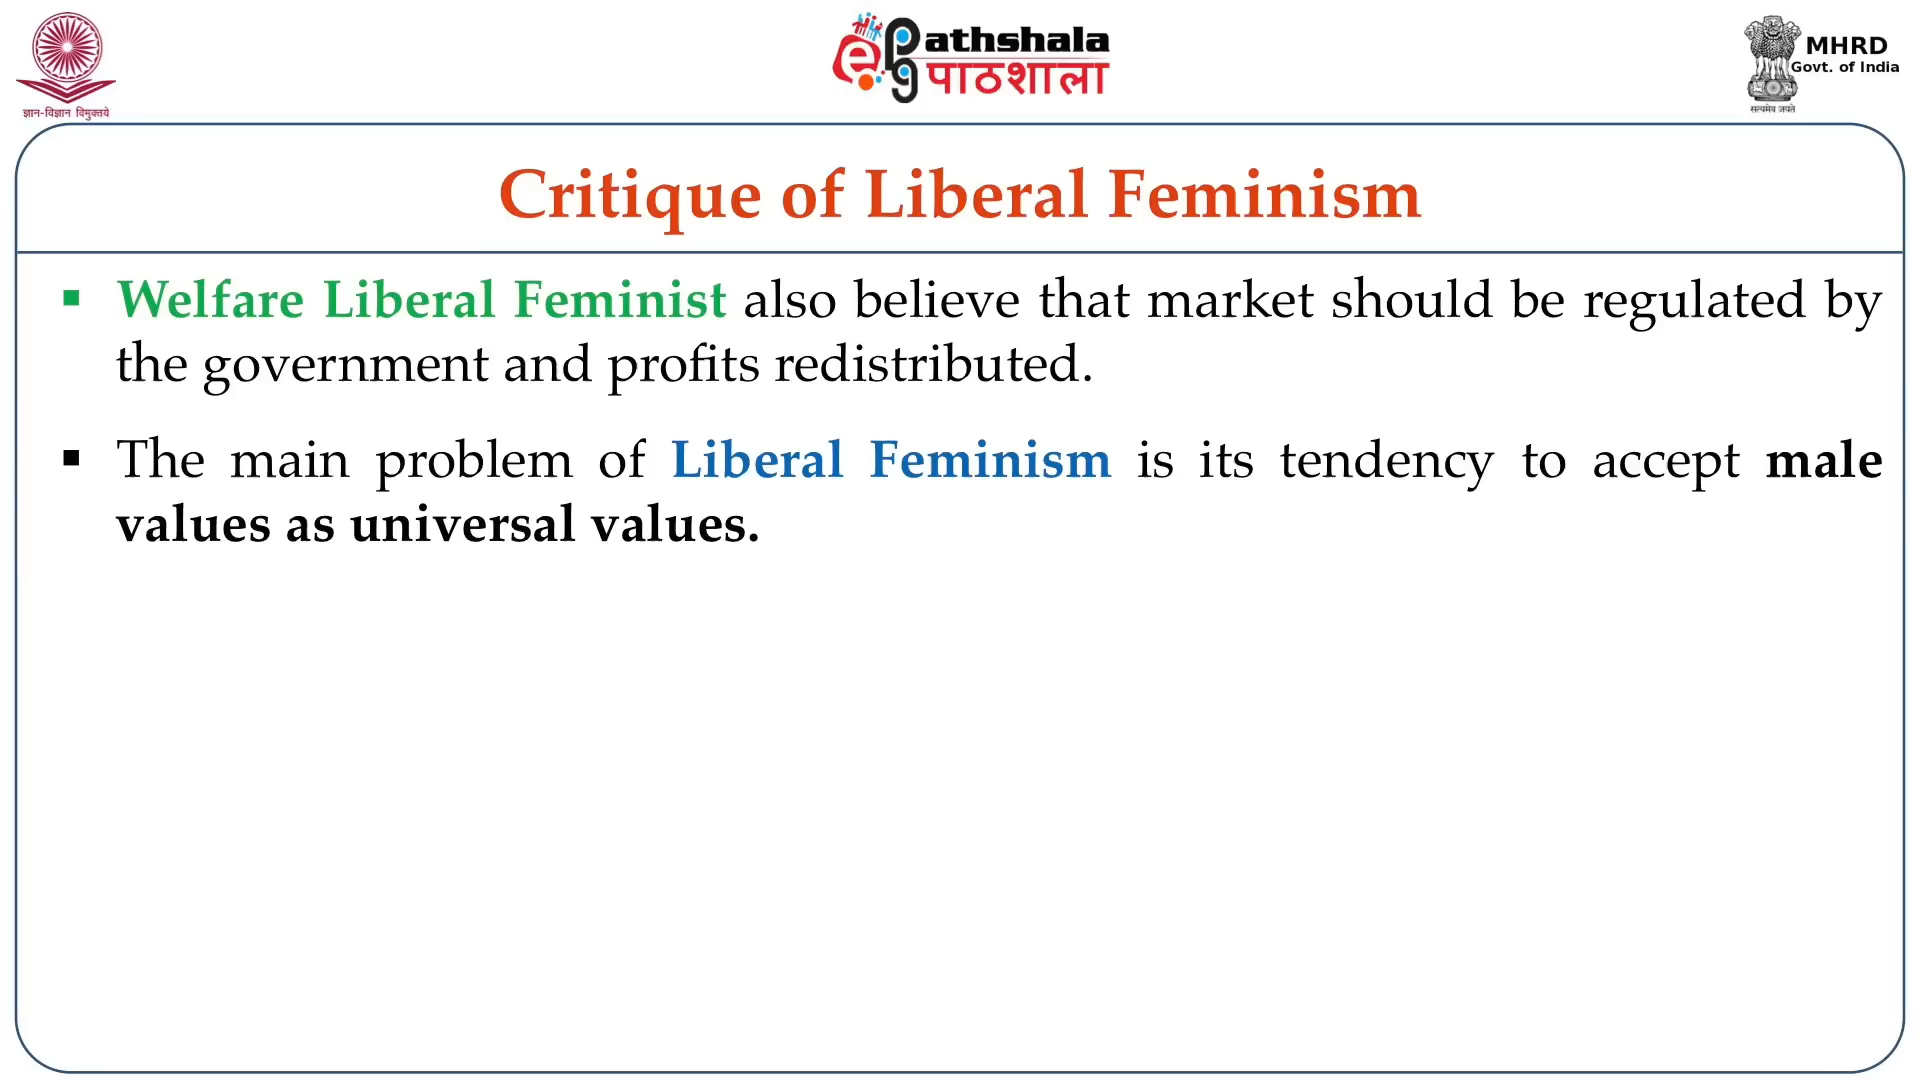 ज्ञान-विज्ञान विमुक्तये
e pg Pathshala
पाठशाला
MHRD
Govt. of India
सत्यमेव जयते
Critique of Liberal Feminism
▪ Welfare Liberal Feminist also believe that market should be regulated by
the government and profits redistributed.
▪ The main problem of Liberal Feminism is its tendency to accept male
values as universal values.